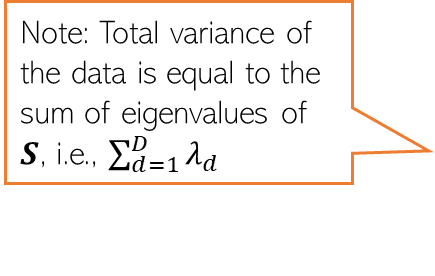 Note: Total variance of
the data is equal to the
sum of eigenvalues of
𝑺, i.e., ∑_{d=1}^{D} λ_d